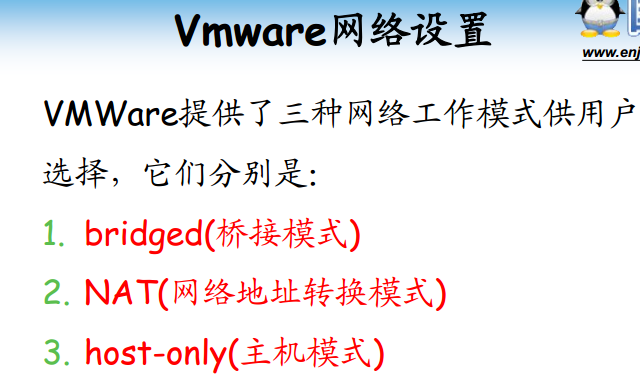 Vmware网络设置
www.enj
VMWare提供了三种网络工作模式供用户
选择，它们分别是:
1. bridged(桥接模式)
2. NAT(网络地址转换模式)
3. host-only(主机模式)